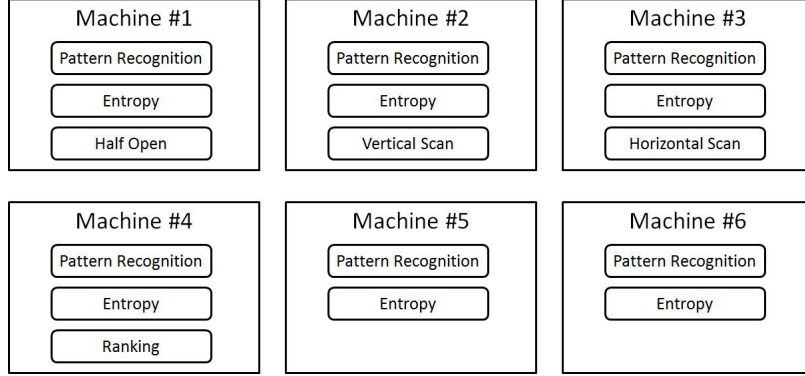 Machine #1
Pattern Recognition
Entropy
Half Open
Machine #2
Pattern Recognition
Entropy
Vertical Scan
Machine #3
Pattern Recognition
Entropy
Horizontal Scan
Machine #4
Pattern Recognition
Entropy
Ranking
Machine #5
Pattern Recognition
Entropy
Machine #6
Pattern Recognition
Entropy